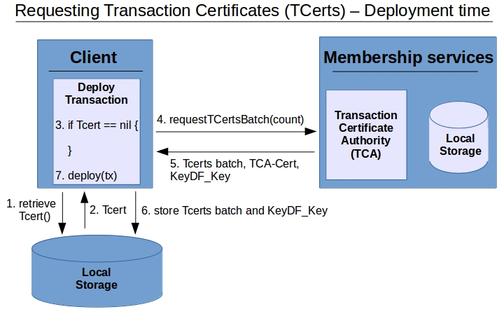 Requesting Transaction Certificates (TCerts) – Deployment time
Client
Deploy
Transaction
3. if Tcert == nil {
}
7. deploy(tx)
4. requestTCertsBatch(count)
5. Tcerts batch, TCA-Cert,
KeyDF_Key
Membership services
Transaction
Certificate
Authority
(TCA)
Local
Storage
1. retrieve
Tcert()
2. Tcert
6. store Tcerts batch and KeyDF_Key
Local
Storage